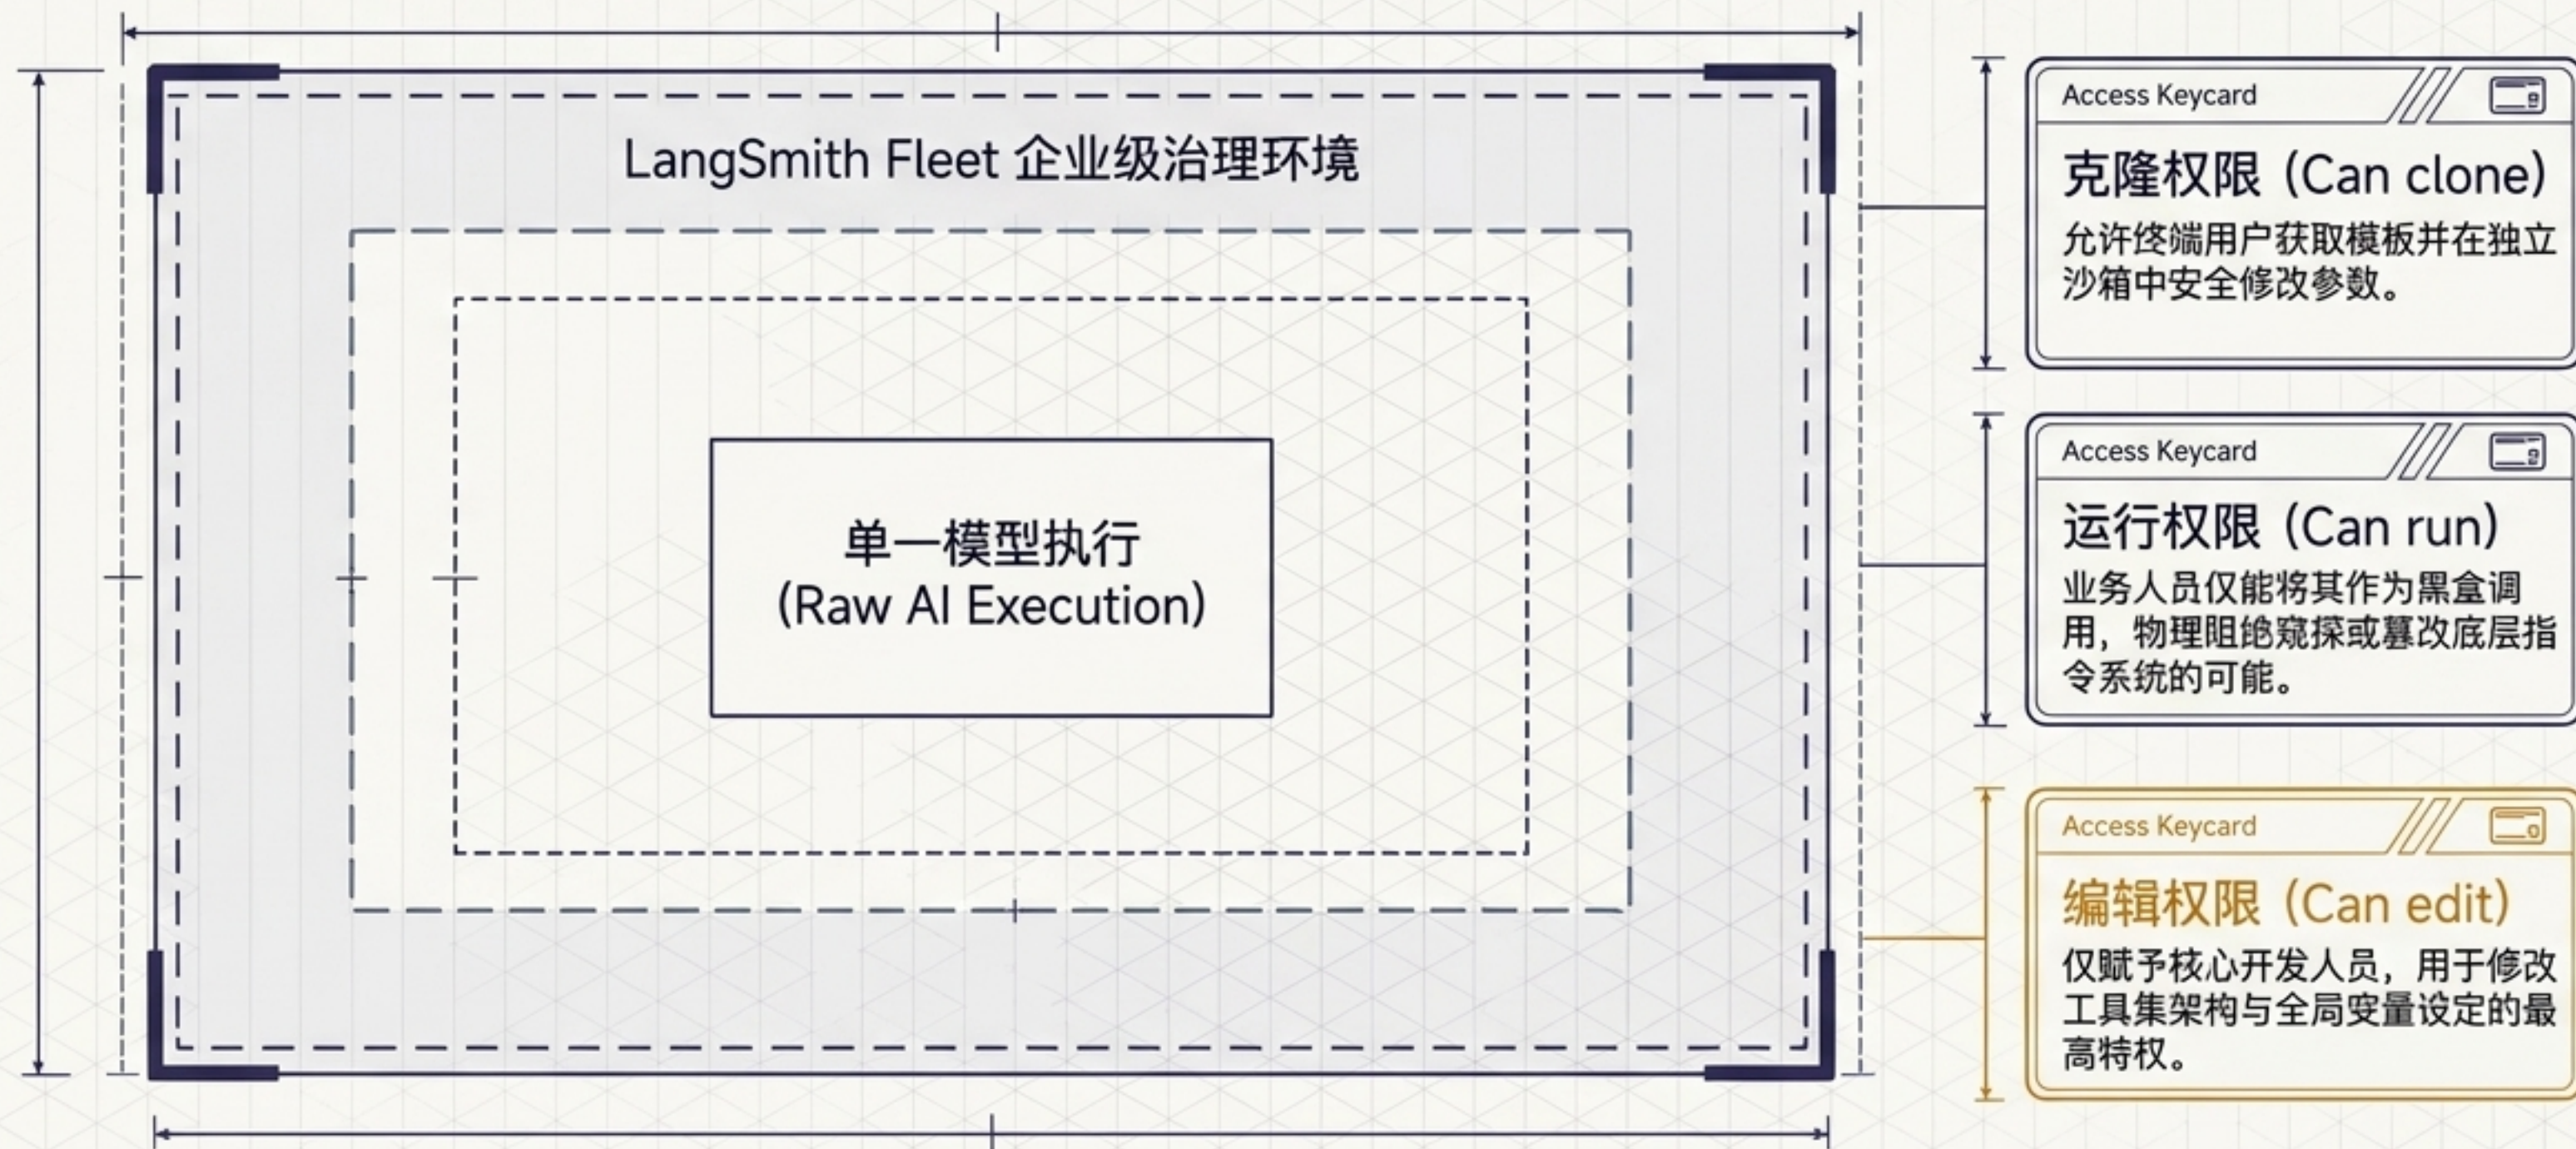 LangSmith Fleet 企业级治理环境
单一模型执行
(Raw AI Execution)
Access Keycard
克隆权限 (Can clone)
允许终端用户获取模板并在独立
沙箱中安全修改参数。
Access Keycard
运行权限 (Can run)
业务人员仅能将其作为黑盒调
用，物理阻绝窥探或篡改底层指
令系统的可能。
Access Keycard
编辑权限 (Can edit)
仅赋予核心开发人员，用于修改
工具集架构与全局变量设定的最
高特权。